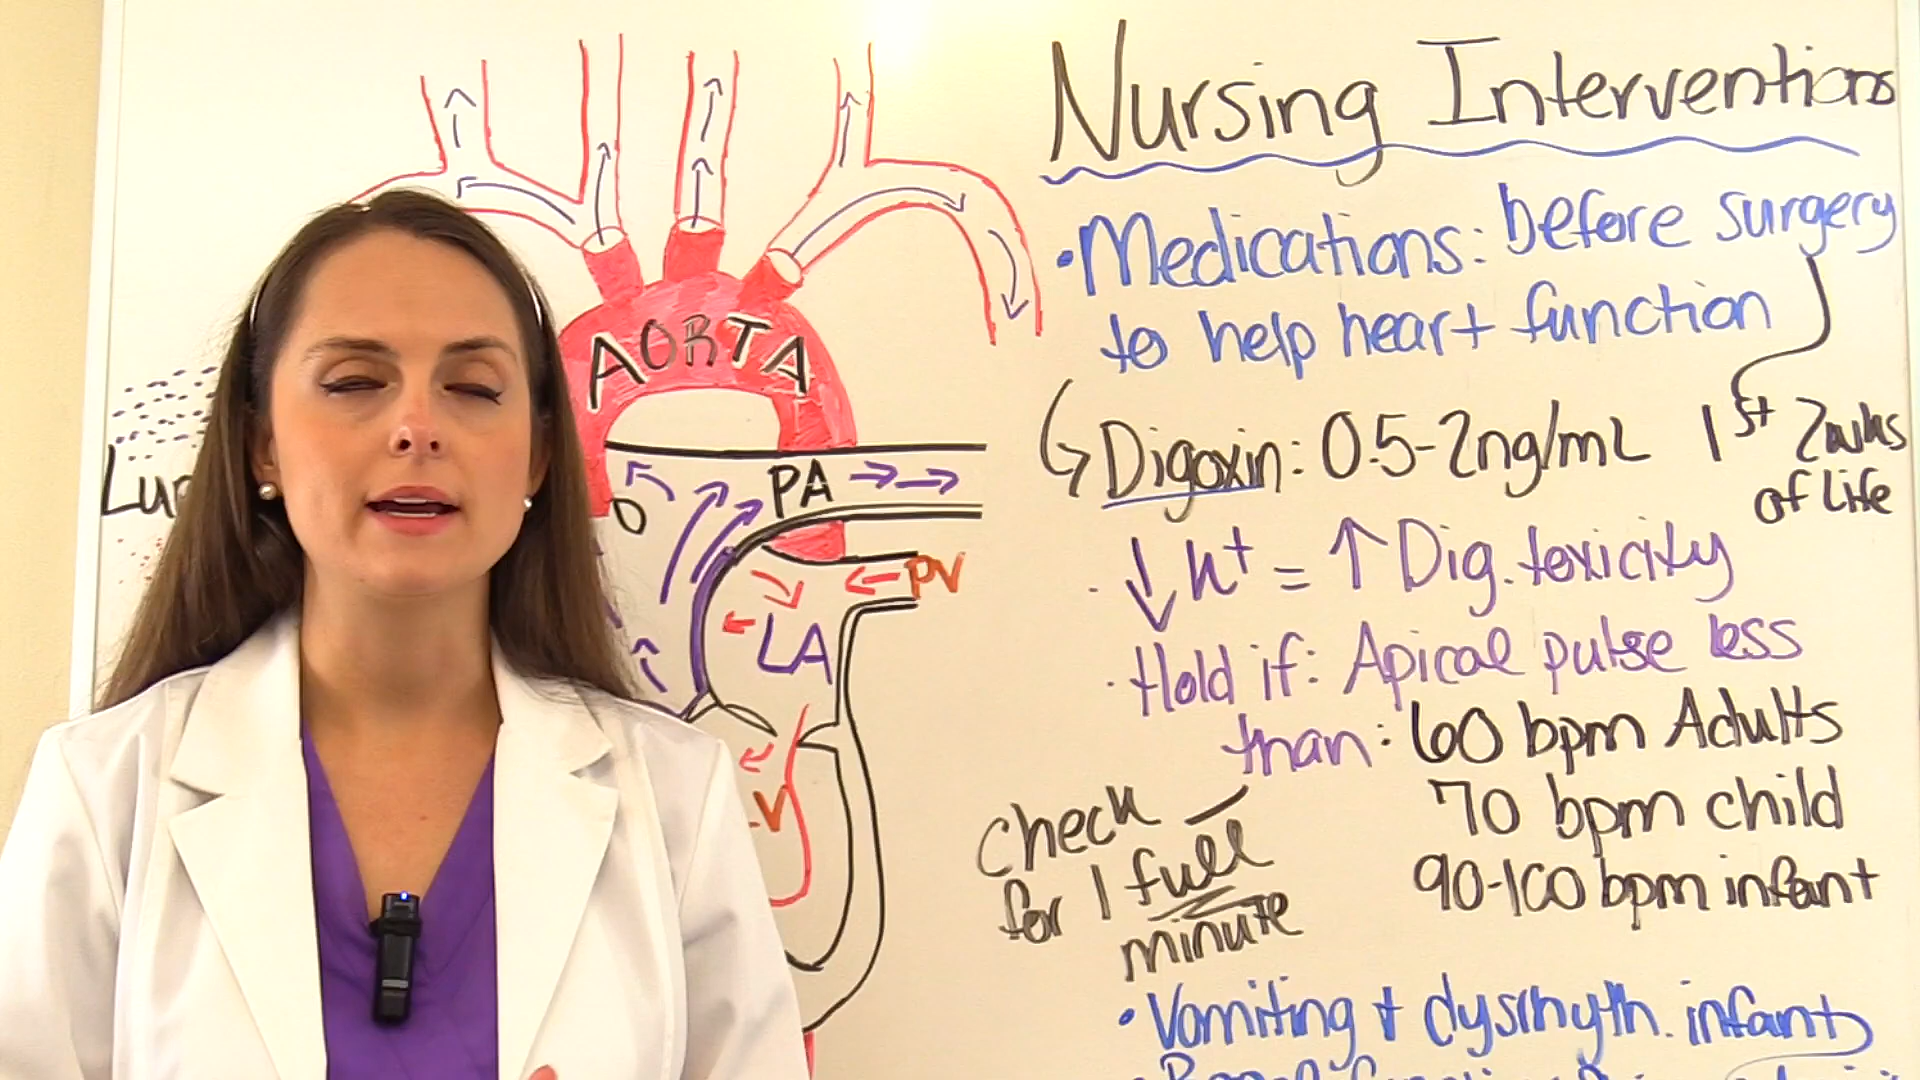 Nursing Interventions
• Medications: before surgery
to help heart function
1st 2wks
of life
Digoxin: 0.5-2ng/mL
· ↓ K+ = ↑ Dig. toxicity
· Hold if: Apical pulse less
than: 60 bpm Adults
70 bpm child
90-100 bpm infant
check
for 1 full
minute
• Vomiting + dysrhyth. infant
AORTA
PA
PV
LA